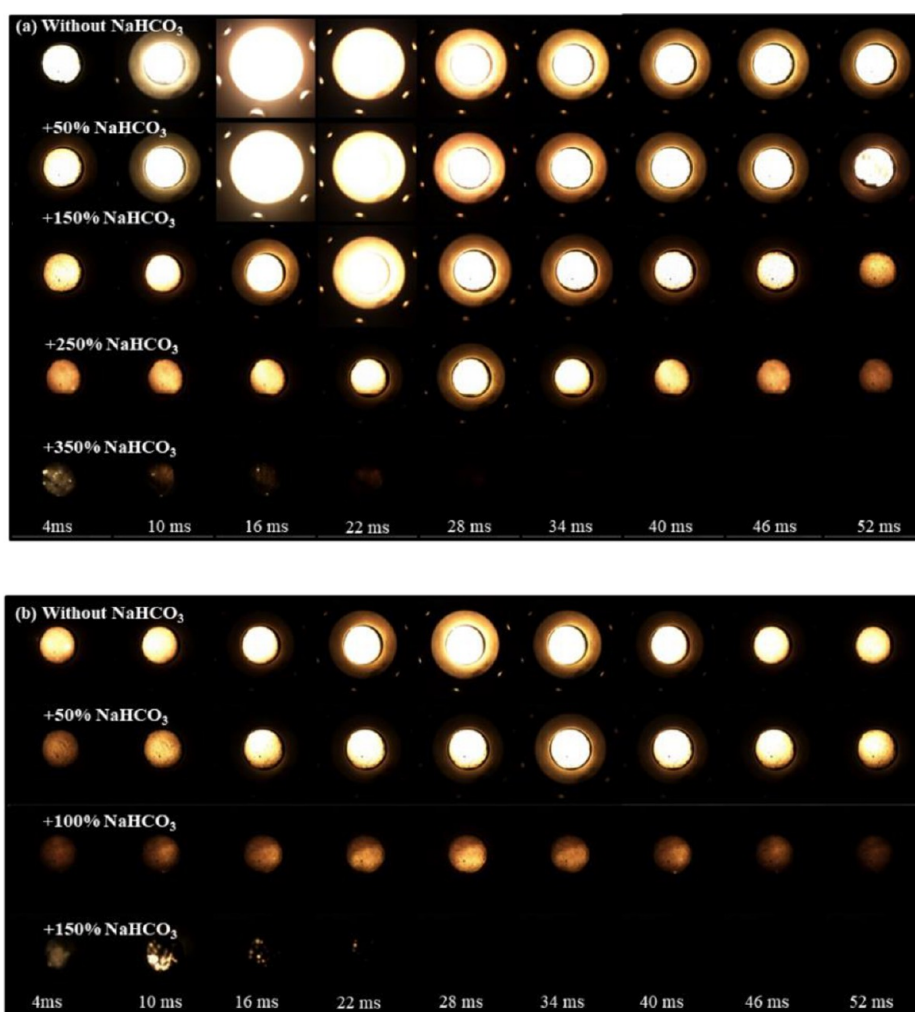 (a) Without NaHCO₃
+50% NaHCO₃
+150% NaHCO₃
+250% NaHCO₃
+350% NaHCO₃
4ms 10 ms 16 ms 22 ms 28 ms 34 ms 40 ms 46 ms 52 ms
(b) Without NaHCO₃
+50% NaHCO₃
+100% NaHCO₃
+150% NaHCO₃
4ms 10 ms 16 ms 22 ms 28 ms 34 ms 40 ms 46 ms 52 ms